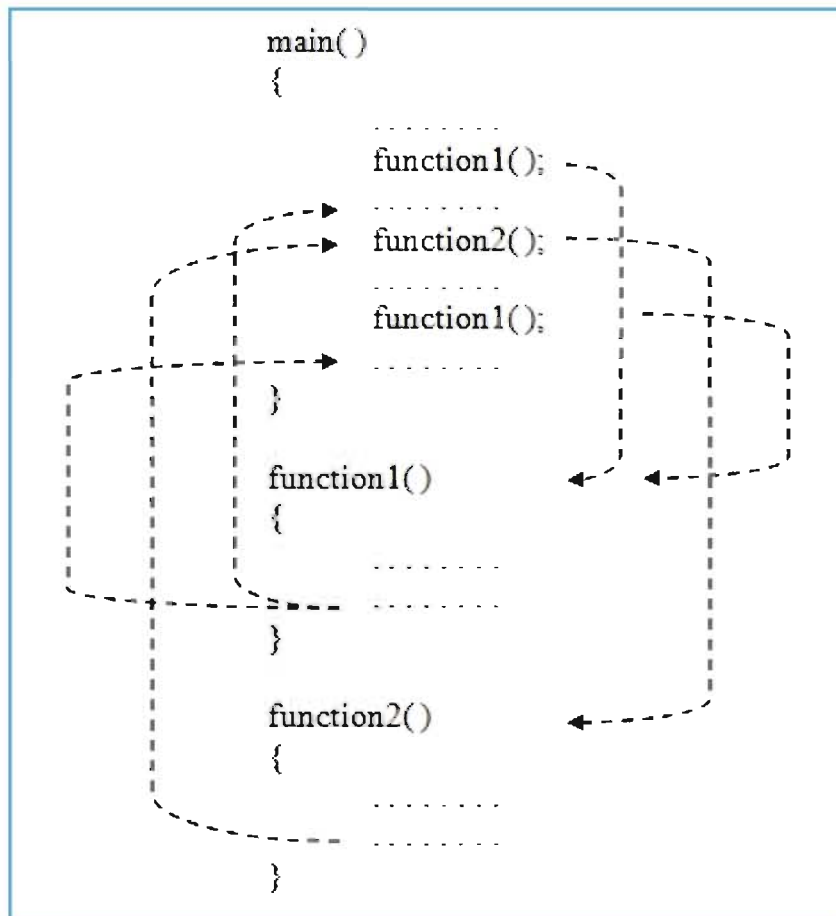 main( )
{
. . . . . . . .
function1( );
. . . . . . . .
function2( );
. . . . . . . .
function1( );
. . . . . . . .
}
function1( )
{
. . . . . . . .
. . . . . . . .
}
function2( )
{
. . . . . . . .
. . . . . . . .
}